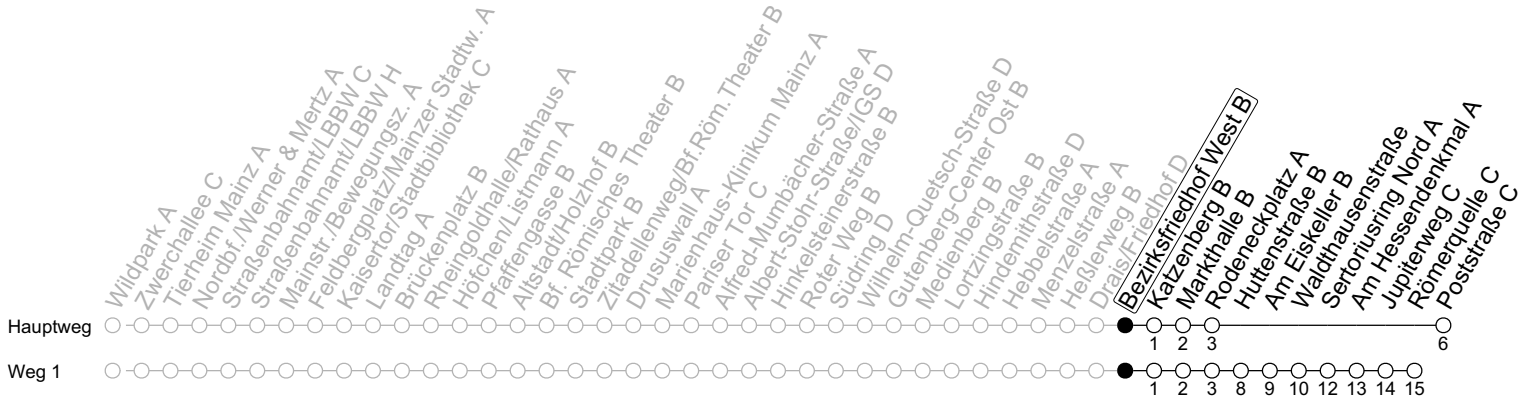 Wildpark A
Zwerchallee C
Tierheim Mainz A
Nordbf./Werner & Mertz A
Straßenbahnamt/LBBW C
Straßenbahnamt/LBBW H
Mainstr./Bewegungsz. A
Feldbergplatz/Mainzer Stadtw. A
Kaisertor/Stadtbibliothek C
Landtag A
Brückenplatz B
Rheingoldhalle/Rathaus A
Höfchen/Listmann A
Pfaffengasse B
Altstadt/Holzhof B
Bf. Römisches Theater B
Stadtpark B
Zitadellenweg/Bf.Röm.Theater B
Drususwall A
Marienhaus-Klinikum Mainz A
Pariser Tor C
Alfred-Mumbächer-Straße A
Albert-Stohr-Straße/IGS D
Hinkelsteinerstraße B
Roter Weg B
Südring D
Wilhelm-Quetsch-Straße D
Gutenberg-Center Ost B
Medienberg B
Lortzingstraße B
Hindemithstraße D
Hebbelstraße A
Menzelstraße A
Heßlerweg B
Drais/Friedhof D
Bezirksfriedhof West B
Katzenberg B
Markthalle B
Rodeneckplatz A
Huttenstraße B
Am Eiskeller B
Waldthausenstraße
Sertoriusring Nord A
Am Hessendenkmal A
Jupiterweg C
Römerquelle C
Poststraße C
Hauptweg
1 2 3 6
Weg 1
1 2 3 8 9 10 12 13 14 15